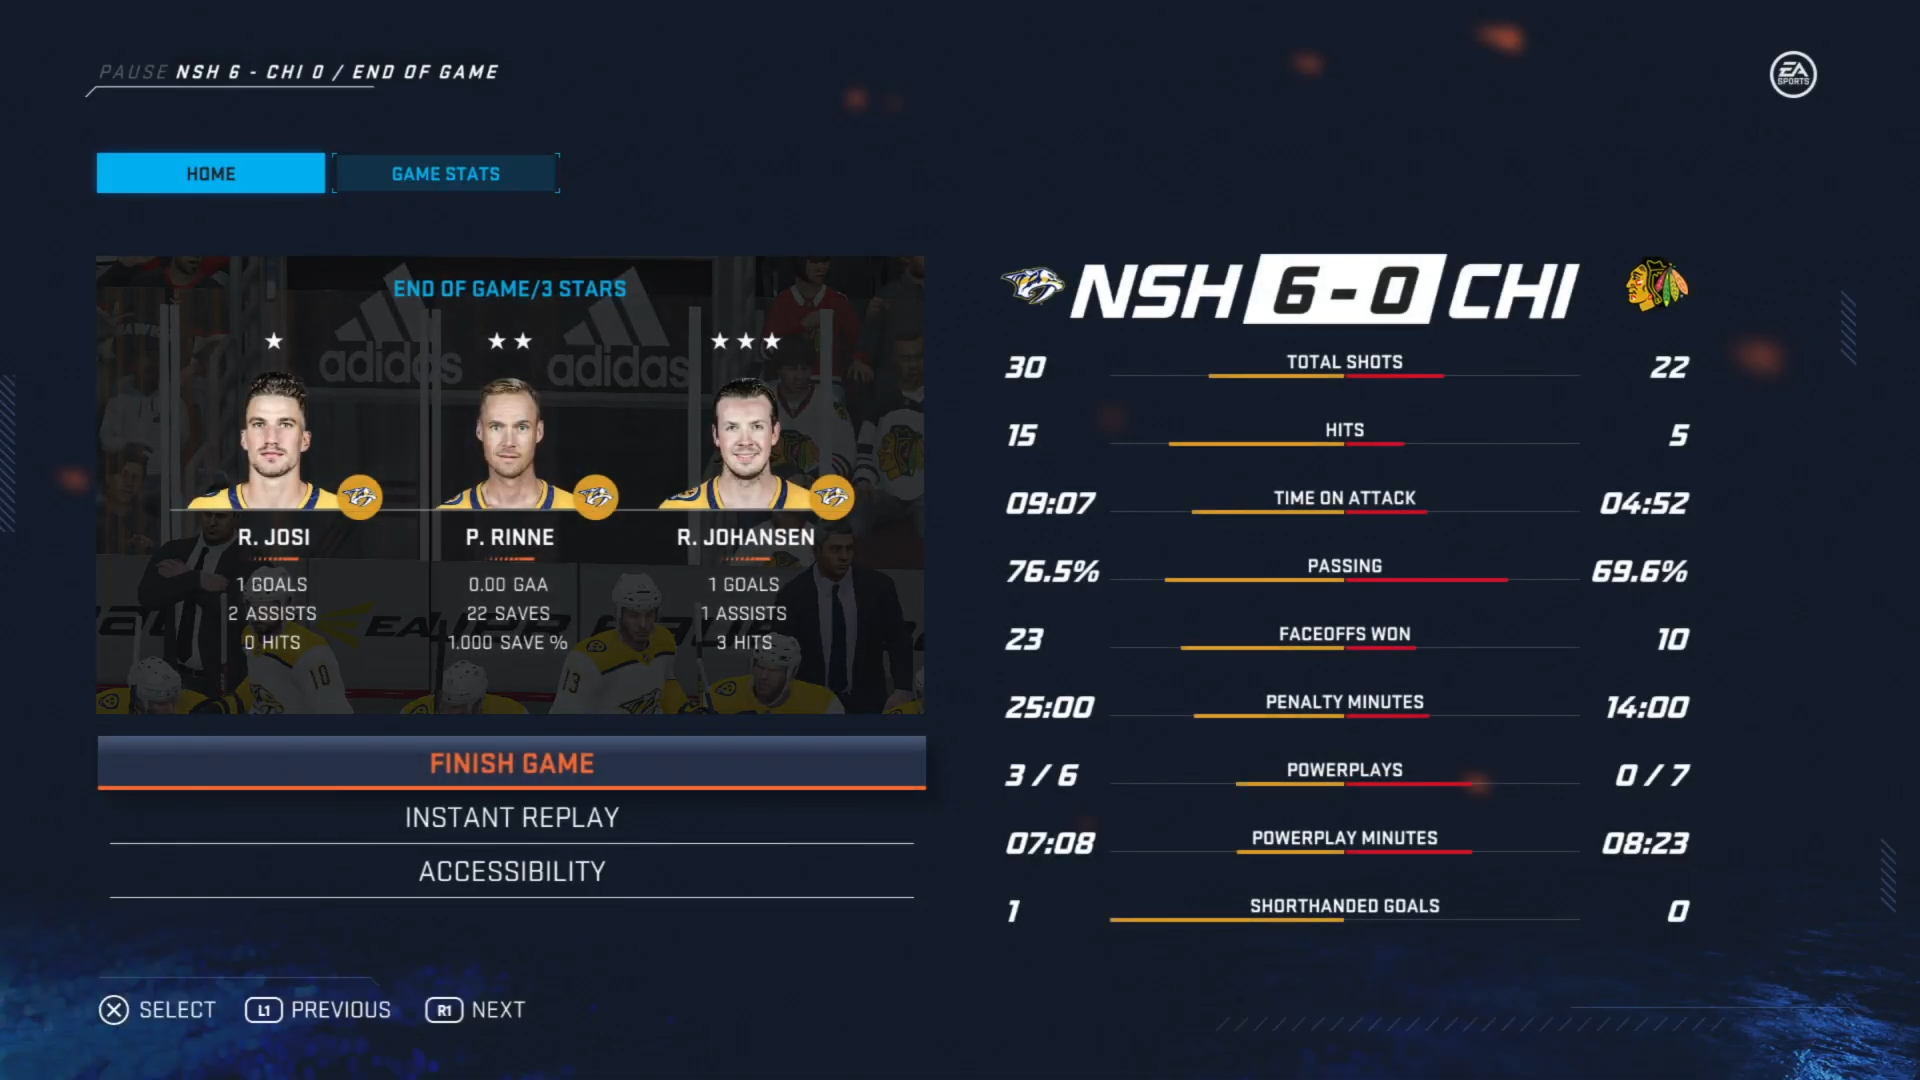 PAUSE NSH 6 - CHI 0 / END OF GAME
EA SPORTS
HOME GAME STATS
END OF GAME/3 STARS
adidas adidas
R. JOSI P. RINNE R. JOHANSEN
1 GOALS 0.00 GAA 1 GOALS
2 ASSISTS 22 SAVES 1 ASSISTS
0 HITS 1.000 SAVE % 3 HITS
10 13
FINISH GAME
INSTANT REPLAY
ACCESSIBILITY
NSH 6-0 CHI
30 TOTAL SHOTS 22
15 HITS 5
09:07 TIME ON ATTACK 04:52
76.5% PASSING 69.6%
23 FACEOFFS WON 10
25:00 PENALTY MINUTES 14:00
3 / 6 POWERPLAYS 0 / 7
07:08 POWERPLAY MINUTES 08:23
1 SHORTHANDED GOALS 0
SELECT L1 PREVIOUS R1 NEXT